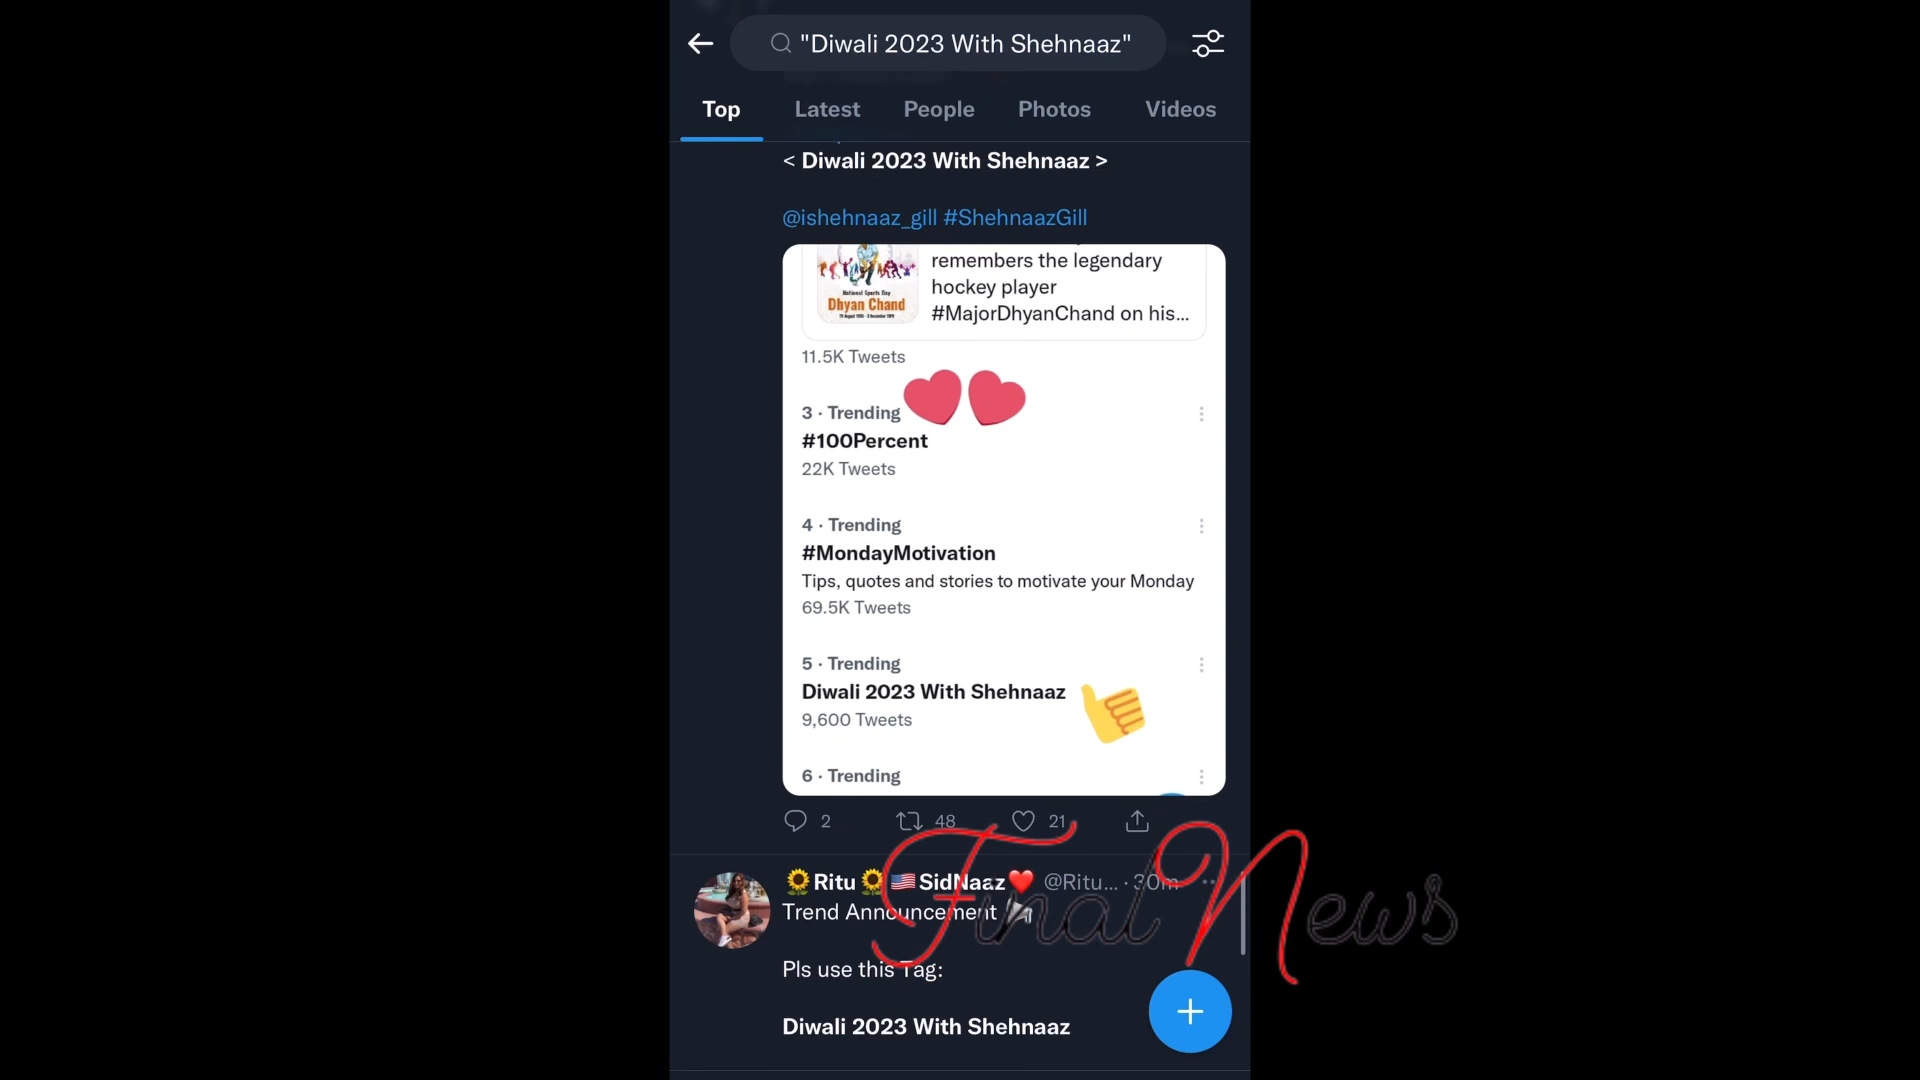 "Diwali 2023 With Shehnaaz"
Top Latest People Photos Videos
< Diwali 2023 With Shehnaaz >
@ishehnaaz_gill #ShehnaazGill
remembers the legendary
hockey player
#MajorDhyanChand on his...
National Sports Day
Dhyan Chand
11.5K Tweets
3 · Trending
#100Percent
22K Tweets
4 · Trending
#MondayMotivation
Tips, quotes and stories to motivate your Monday
69.5K Tweets
5 · Trending
Diwali 2023 With Shehnaaz
9,600 Tweets
6 · Trending
2 48 21
🌻Ritu🌻🇺🇸SidNaaz❤️ @Ritu... · 30m
Trend Announcement
Pls use this Tag:
Diwali 2023 With Shehnaaz
Final News